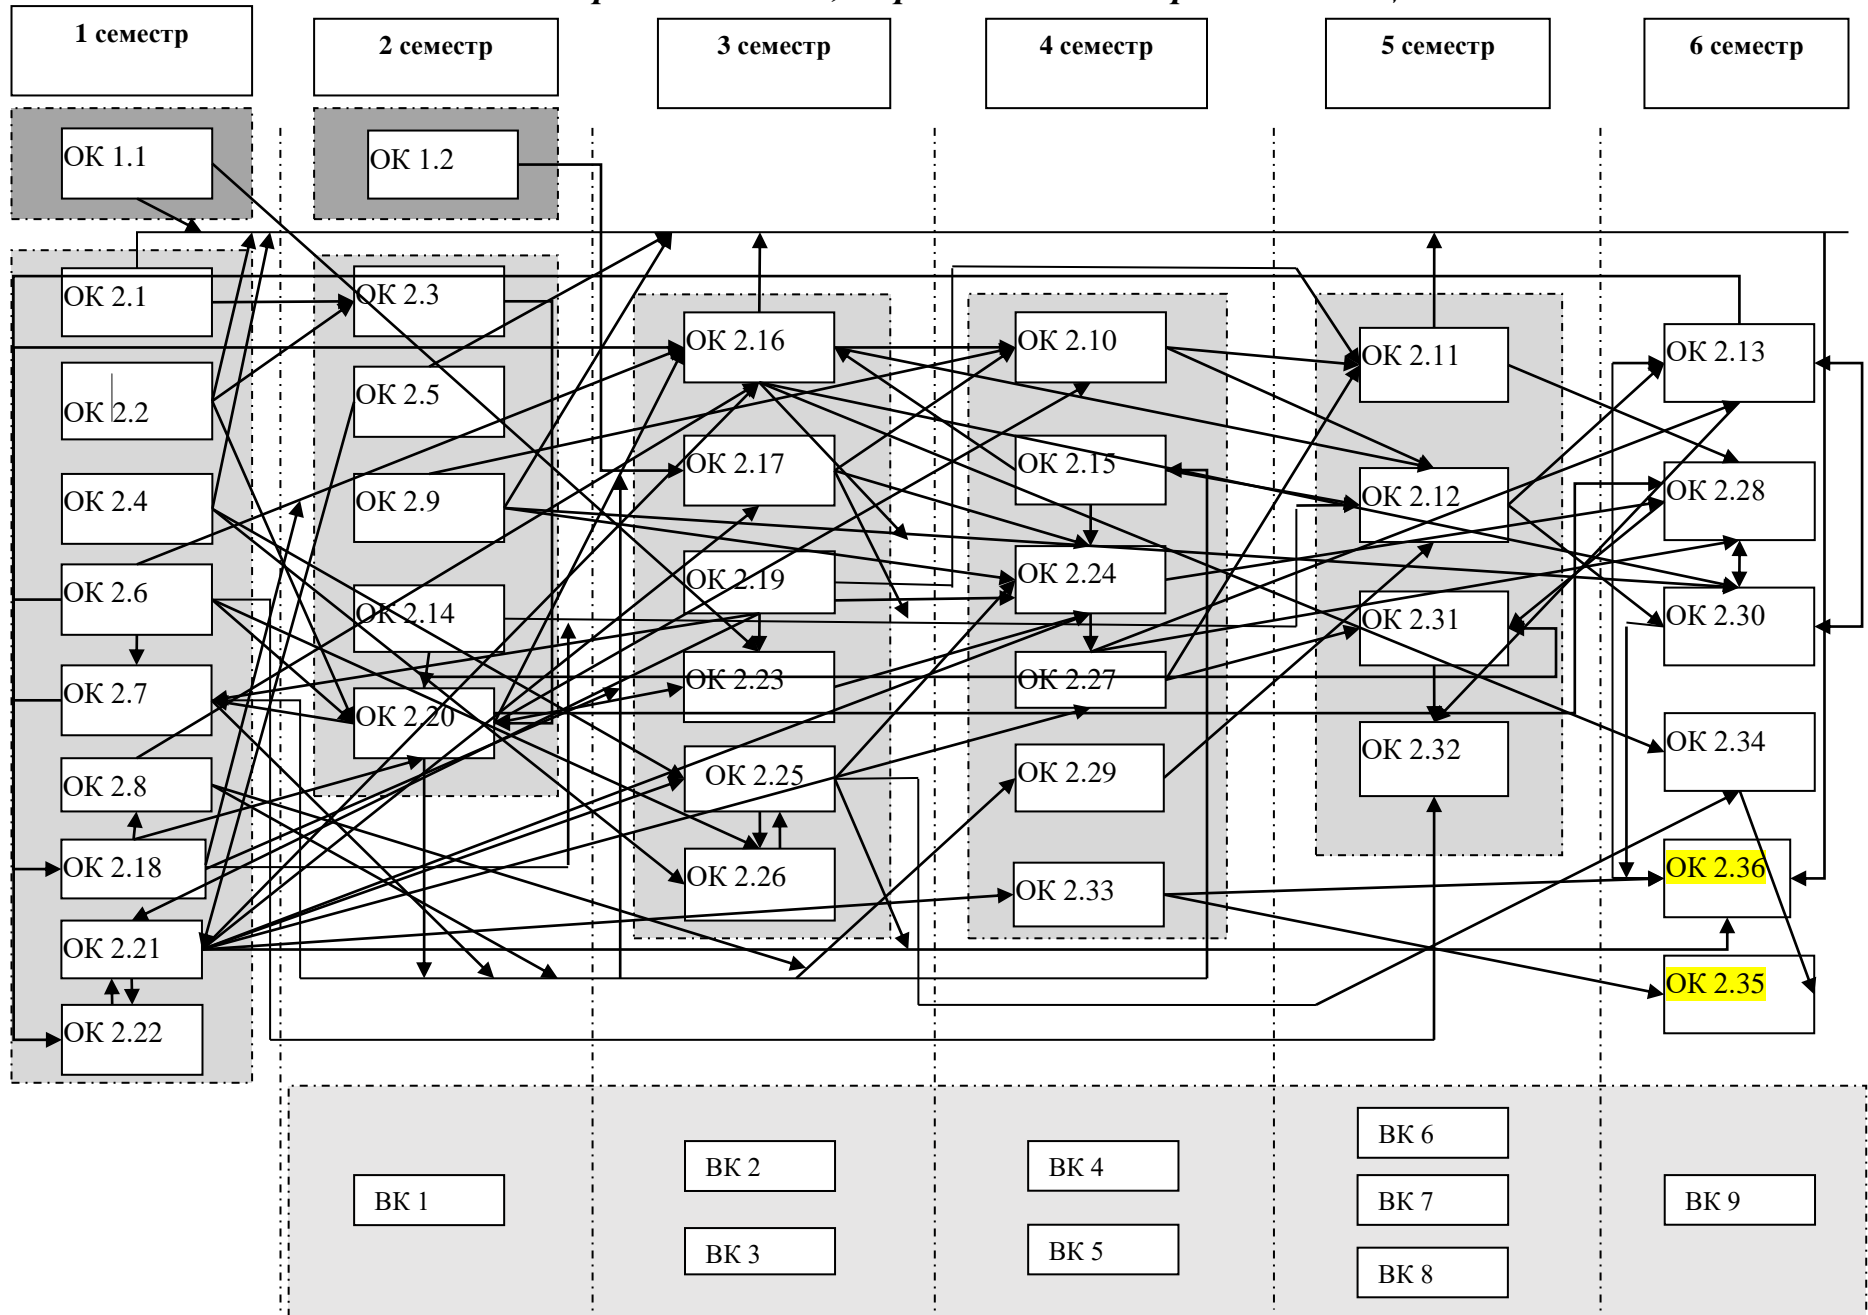 1 семестр
2 семестр
3 семестр
4 семестр
5 семестр
6 семестр
ОК 1.1
ОК 2.1
ОК 2.2
ОК 2.4
ОК 2.6
ОК 2.7
ОК 2.8
ОК 2.18
ОК 2.21
ОК 2.22
ОК 1.2
ОК 2.3
ОК 2.5
ОК 2.9
ОК 2.14
ОК 2.20
ОК 2.16
ОК 2.17
ОК 2.19
ОК 2.23
ОК 2.25
ОК 2.26
ОК 2.10
ОК 2.15
ОК 2.24
ОК 2.27
ОК 2.29
ОК 2.33
ОК 2.11
ОК 2.12
ОК 2.31
ОК 2.32
ОК 2.13
ОК 2.28
ОК 2.30
ОК 2.34
ОК 2.36
ОК 2.35
ВК 1
ВК 2
ВК 3
ВК 4
ВК 5
ВК 6
ВК 7
ВК 8
ВК 9